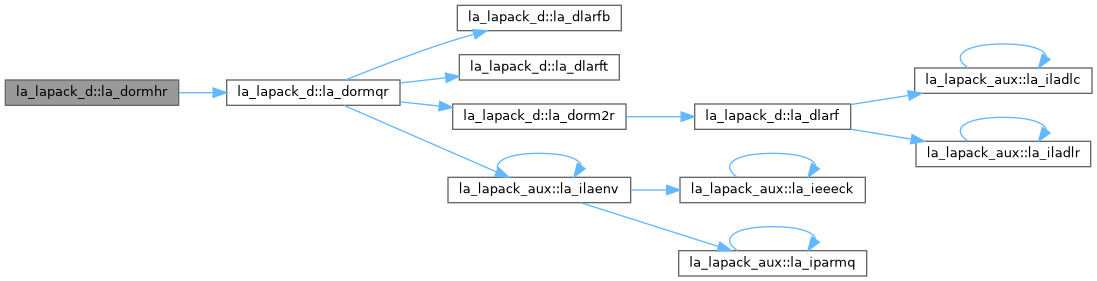 la_lapack_d::la_dormhr
la_lapack_d::la_dormqr
la_lapack_d::la_dlarfb
la_lapack_d::la_dlarft
la_lapack_d::la_dorm2r
la_lapack_d::la_dlarf
la_lapack_aux::la_iladlc
la_lapack_aux::la_iladlr
la_lapack_aux::la_ilaenv
la_lapack_aux::la_ieeeck
la_lapack_aux::la_iparmq